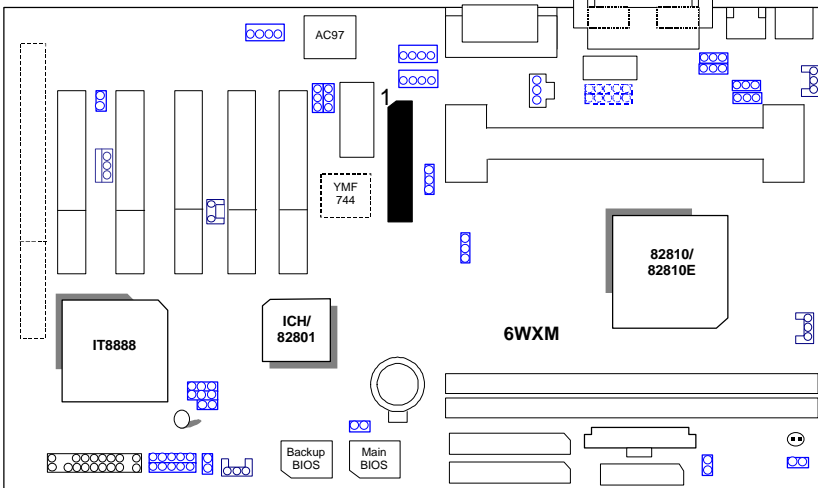 AC97
1
YMF
744
82810/
82810E
ICH/
82801
6WXM
IT8888
Backup
BIOS
Main
BIOS